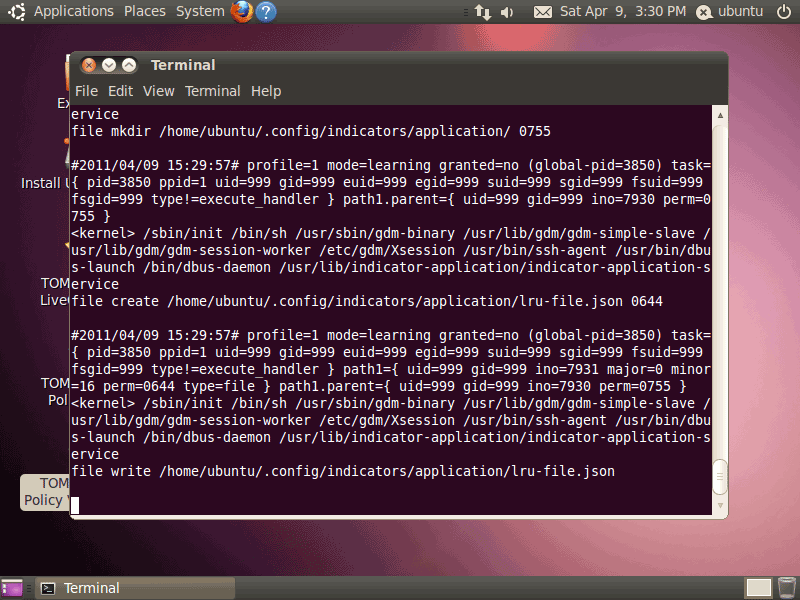 Applications Places System
Sat Apr 9, 3:30 PM
ubuntu
Terminal
File Edit View Terminal Help
Ex
Install
TOM
Live
TOM
Pol
TOM
Policy
ervice
file mkdir /home/ubuntu/.config/indicators/application/ 0755
#2011/04/09 15:29:57# profile=1 mode=learning granted=no (global-pid=3850) task=
{ pid=3850 ppid=1 uid=999 gid=999 euid=999 egid=999 suid=999 sgid=999 fsuid=999
fsgid=999 type!=execute_handler } path1.parent={ uid=999 gid=999 ino=7930 perm=0
755 }
<kernel> /sbin/init /bin/sh /usr/sbin/gdm-binary /usr/lib/gdm/gdm-simple-slave /
usr/lib/gdm/gdm-session-worker /etc/gdm/Xsession /usr/bin/ssh-agent /usr/bin/dbu
s-launch /bin/dbus-daemon /usr/lib/indicator-application/indicator-application-s
ervice
file create /home/ubuntu/.config/indicators/application/lru-file.json 0644
#2011/04/09 15:29:57# profile=1 mode=learning granted=no (global-pid=3850) task=
{ pid=3850 ppid=1 uid=999 gid=999 euid=999 egid=999 suid=999 sgid=999 fsuid=999
fsgid=999 type!=execute_handler } path1={ uid=999 gid=999 ino=7931 major=0 minor
=16 perm=0644 type=file } path1.parent={ uid=999 gid=999 ino=7930 perm=0755 }
<kernel> /sbin/init /bin/sh /usr/sbin/gdm-binary /usr/lib/gdm/gdm-simple-slave /
usr/lib/gdm/gdm-session-worker /etc/gdm/Xsession /usr/bin/ssh-agent /usr/bin/dbu
s-launch /bin/dbus-daemon /usr/lib/indicator-application/indicator-application-s
ervice
file write /home/ubuntu/.config/indicators/application/lru-file.json
Terminal